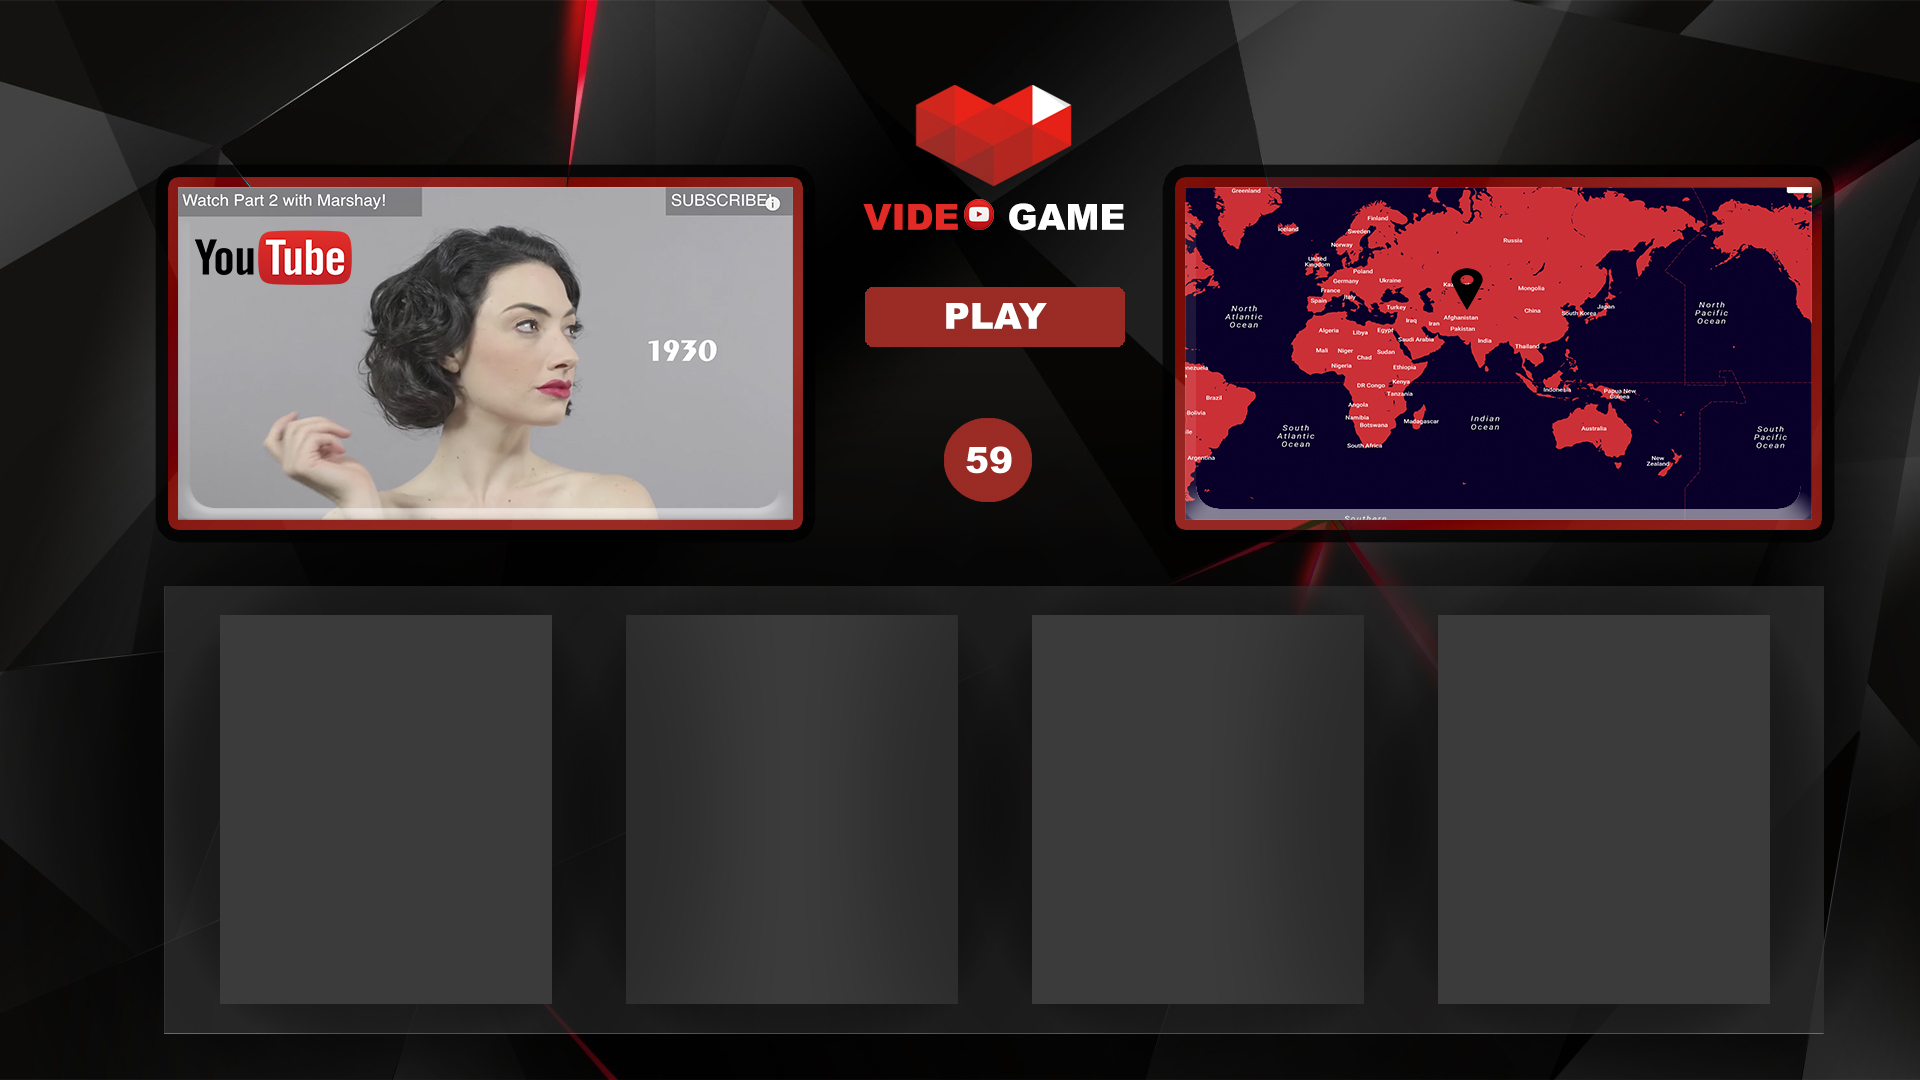 Watch Part 2 with Marshay!
SUBSCRIBE!
YouTube
1930
VIDEO GAME
PLAY
59
Greenland
Iceland
Finland
Sweden
Norway
Russia
United
Kingdom
Poland
Germany
Ukraine
France
Spain
Italy
Turkey
Mongolia
China
South Korea
Japan
Afghanistan
Pakistan
Iraq
Iran
Algeria
Libya
Egypt
Saudi Arabia
India
Thailand
Mali
Niger
Chad
Sudan
Nigeria
Ethiopia
Kenya
DR Congo
Tanzania
Angola
Namibia
Botswana
Madagascar
South Africa
Indonesia
Papua New
Guinea
Australia
New
Zealand
Brazil
Bolivia
Argentina
North
Atlantic
Ocean
South
Atlantic
Ocean
Indian
Ocean
North
Pacific
Ocean
South
Pacific
Ocean
Southern